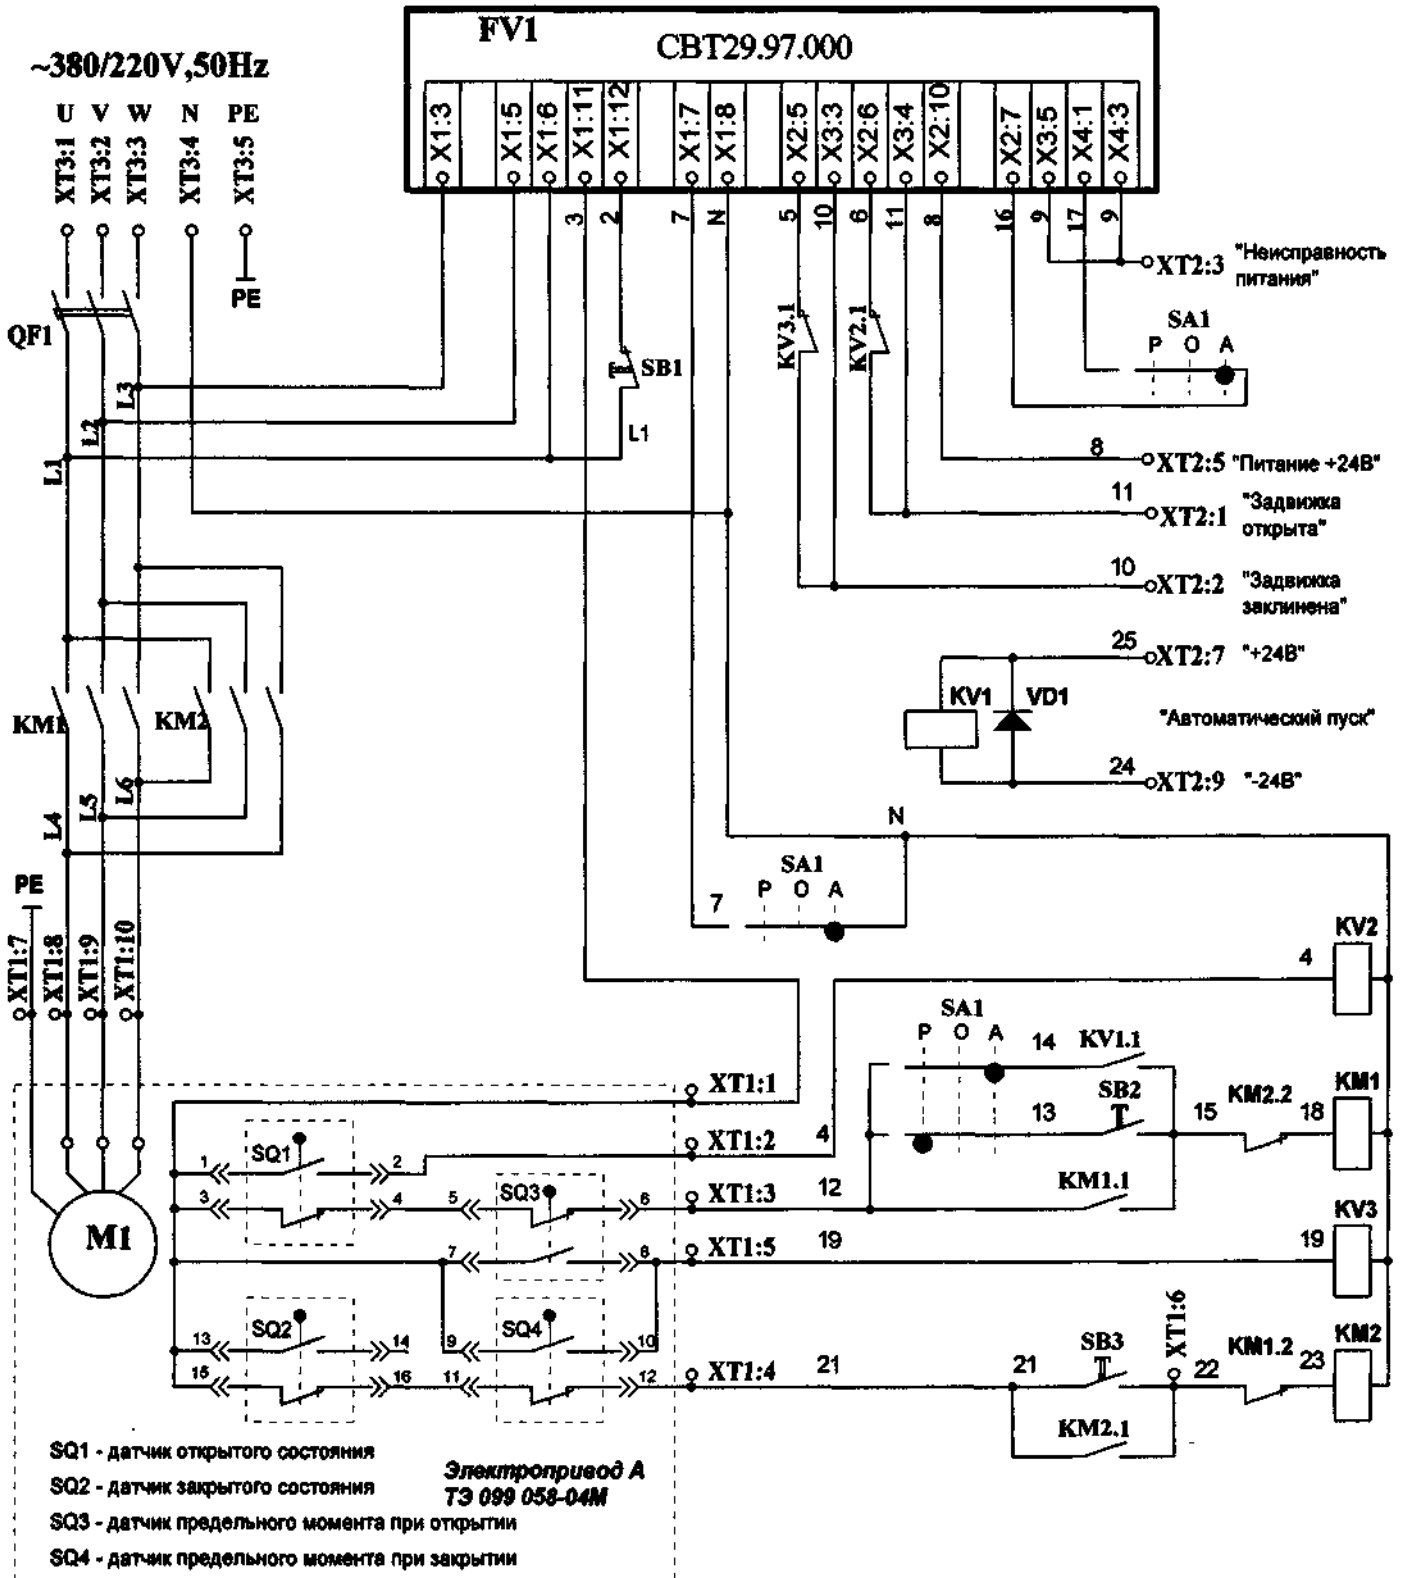 FV1
СВТ29.97.000
~380/220V,50Hz
U V W N PE
XT3:1
XT3:2
XT3:3
XT3:4
XT3:5
X1:3
X1:5
X1:6
X1:11
X1:12
X1:7
X1:8
X2:5
X3:3
X2:6
X3:4
X2:10
X2:7
X3:5
X4:1
X4:3
3
2
7
N
5
10
6
11
8
16
9
17
9
PE
QF1
XT2:3 "Неисправность
питания"
KV3.1
KV2.1
SA1
P O A
SB1
L3
L2
L1
L1
8
XT2:5 "Питание +24В"
11
XT2:1 "Задвижка
открыта"
10
XT2:2 "Задвижка
заклинена"
25
XT2:7 "+24В"
KV1
VD1
"Автоматический пуск"
24
XT2:9 "-24В"
KM1
KM2
L6
L5
L4
N
SA1
P O A
7
PE
XT1:7
XT1:8
XT1:9
XT1:10
KV2
4
SA1
P O A
14
KV1.1
XT1:1
SB2
13
15
KM2.2
18
KM1
XT1:2
4
SQ1
1
2
3
4
5
SQ3
6
XT1:3
12
KM1.1
KV3
M1
7
8
XT1:5
19
19
XT1:6
13
SQ2
14
9
SQ4
10
SB3
KM1.2
KM2
15
16
11
12
XT1:4
21
21
22
23
KM2.1
SQ1 - датчик открытого состояния
SQ2 - датчик закрытого состояния
SQ3 - датчик предельного момента при открытии
SQ4 - датчик предельного момента при закрытии
Электропривод А
ТЭ 099 058-04М